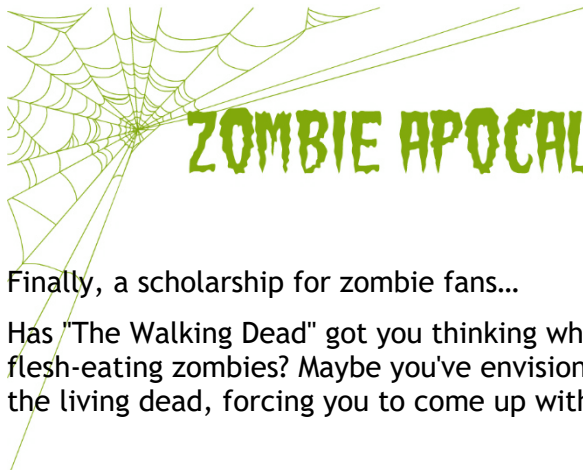 ZOMBIE APOCAL
Finally, a scholarship for zombie fans…
Has "The Walking Dead" got you thinking wh
flesh-eating zombies? Maybe you've envision
the living dead, forcing you to come up with